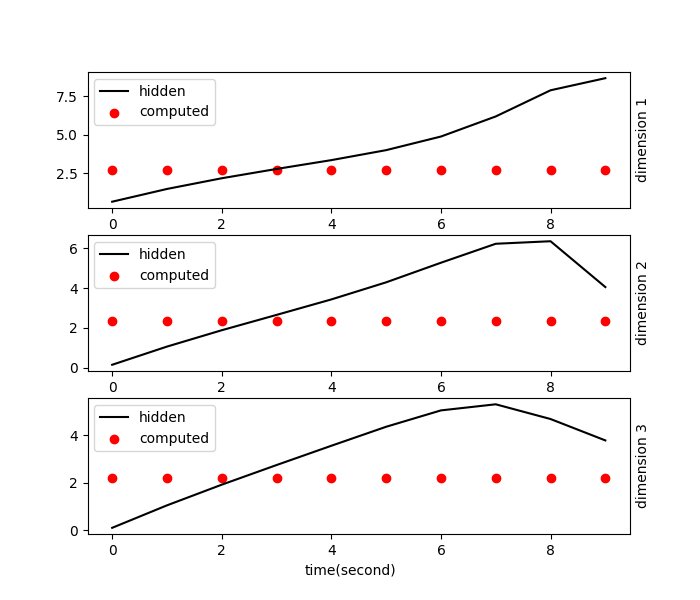 hidden
computed
7.5
5.0
2.5
0 2 4 6 8
dimension 1
hidden
computed
6
4
2
0
0 2 4 6 8
dimension 2
hidden
computed
4
2
0
0 2 4 6 8
dimension 3
time(second)